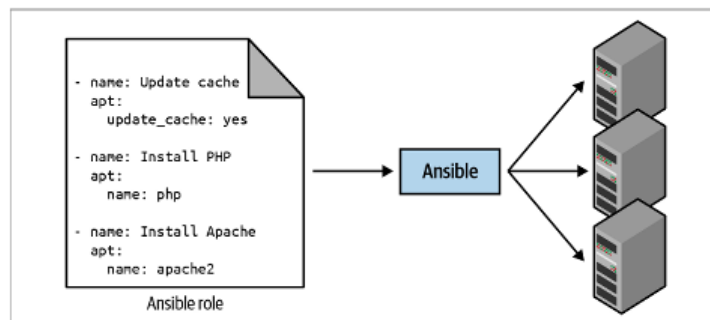 - name: Update cache
  apt:
    update_cache: yes
- name: Install PHP
  apt:
    name: php
- name: Install Apache
  apt:
    name: apache2
Ansible role
Ansible